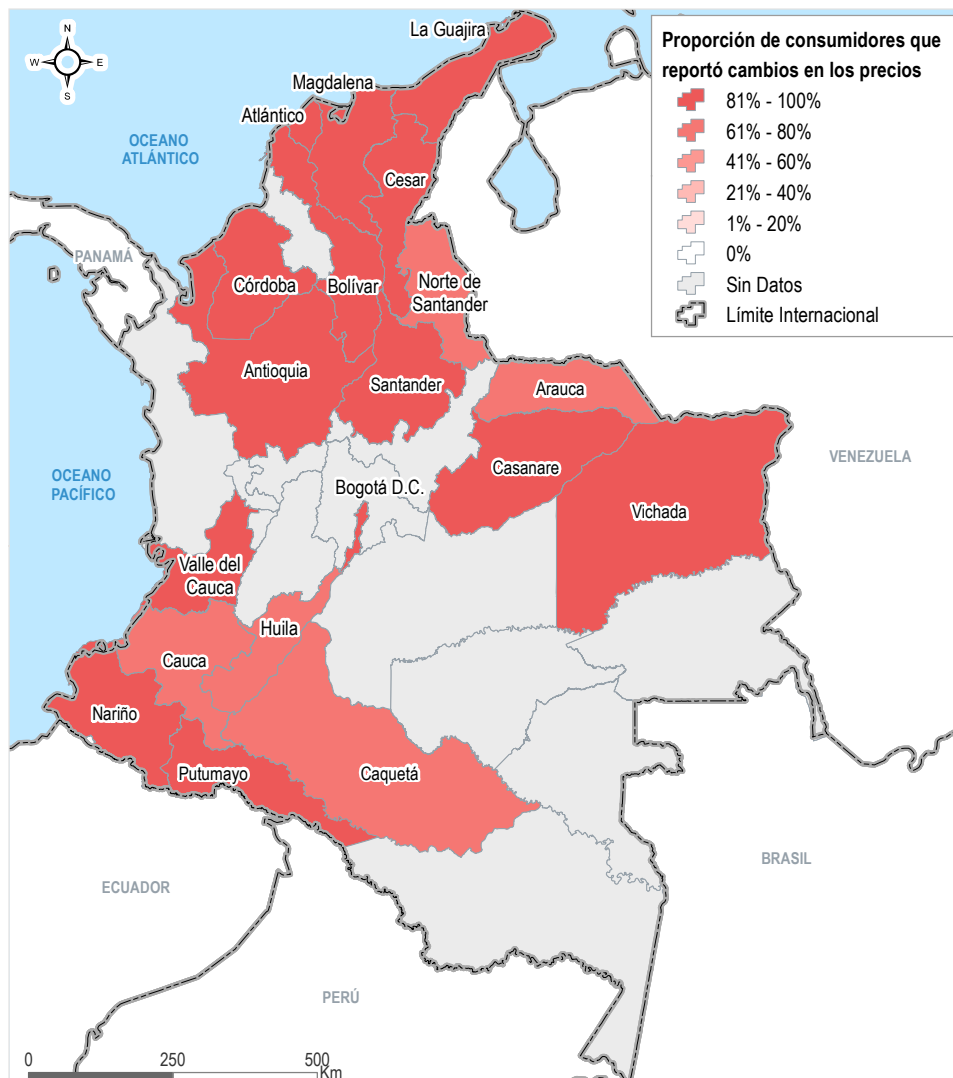 N
W
E
S
La Guajira
Magdalena
Atlántico
OCEANO
ATLÁNTICO
Cesar
PANAMÁ
Córdoba
Bolívar
Norte de
Santander
Antioquia
Santander
Arauca
OCEANO
PACÍFICO
Casanare
Bogotá D.C.
Vichada
VENEZUELA
Valle del
Cauca
Huila
Cauca
Nariño
Putumayo
Caquetá
ECUADOR
BRASIL
PERÚ
0
250
500
Km
Proporción de consumidores que
reportó cambios en los precios
81% - 100%
61% - 80%
41% - 60%
21% - 40%
1% - 20%
0%
Sin Datos
Límite Internacional